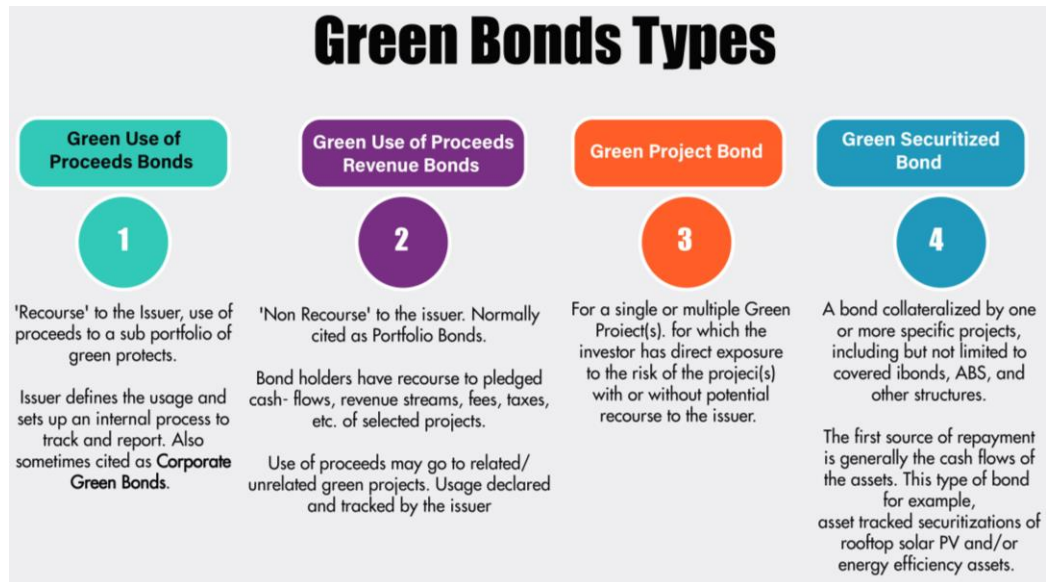 Green Bonds Types
Green Use of
Proceeds Bonds
1
'Recourse' to the Issuer, use of
proceeds to a sub portfolio of
green protects.
Issuer defines the usage and
sets up an internal process to
track and report. Also
sometimes cited as Corporate
Green Bonds.
Green Use of Proceeds
Revenue Bonds
2
'Non Recourse' to the issuer. Normally
cited as Portfolio Bonds.
Bond holders have recourse to pledged
cash- flows, revenue streams, fees, taxes,
etc. of selected projects.
Use of proceeds may go to related/
unrelated green projects. Usage declared
and tracked by the issuer
Green Project Bond
3
For a single or multiple Green
Proiect(s). for which the
investor has direct exposure
to the risk of the projeci(s)
with or without potential
recourse to the issuer.
Green Securitized
Bond
4
A bond collateralized by one
or more specific projects,
including but not limited to
covered ibonds, ABS, and
other structures.
The first source of repayment
is generally the cash flows of
the assets. This type of bond
for example,
asset tracked securitizations of
rooftop solar PV and/or
energy efficiency assets.